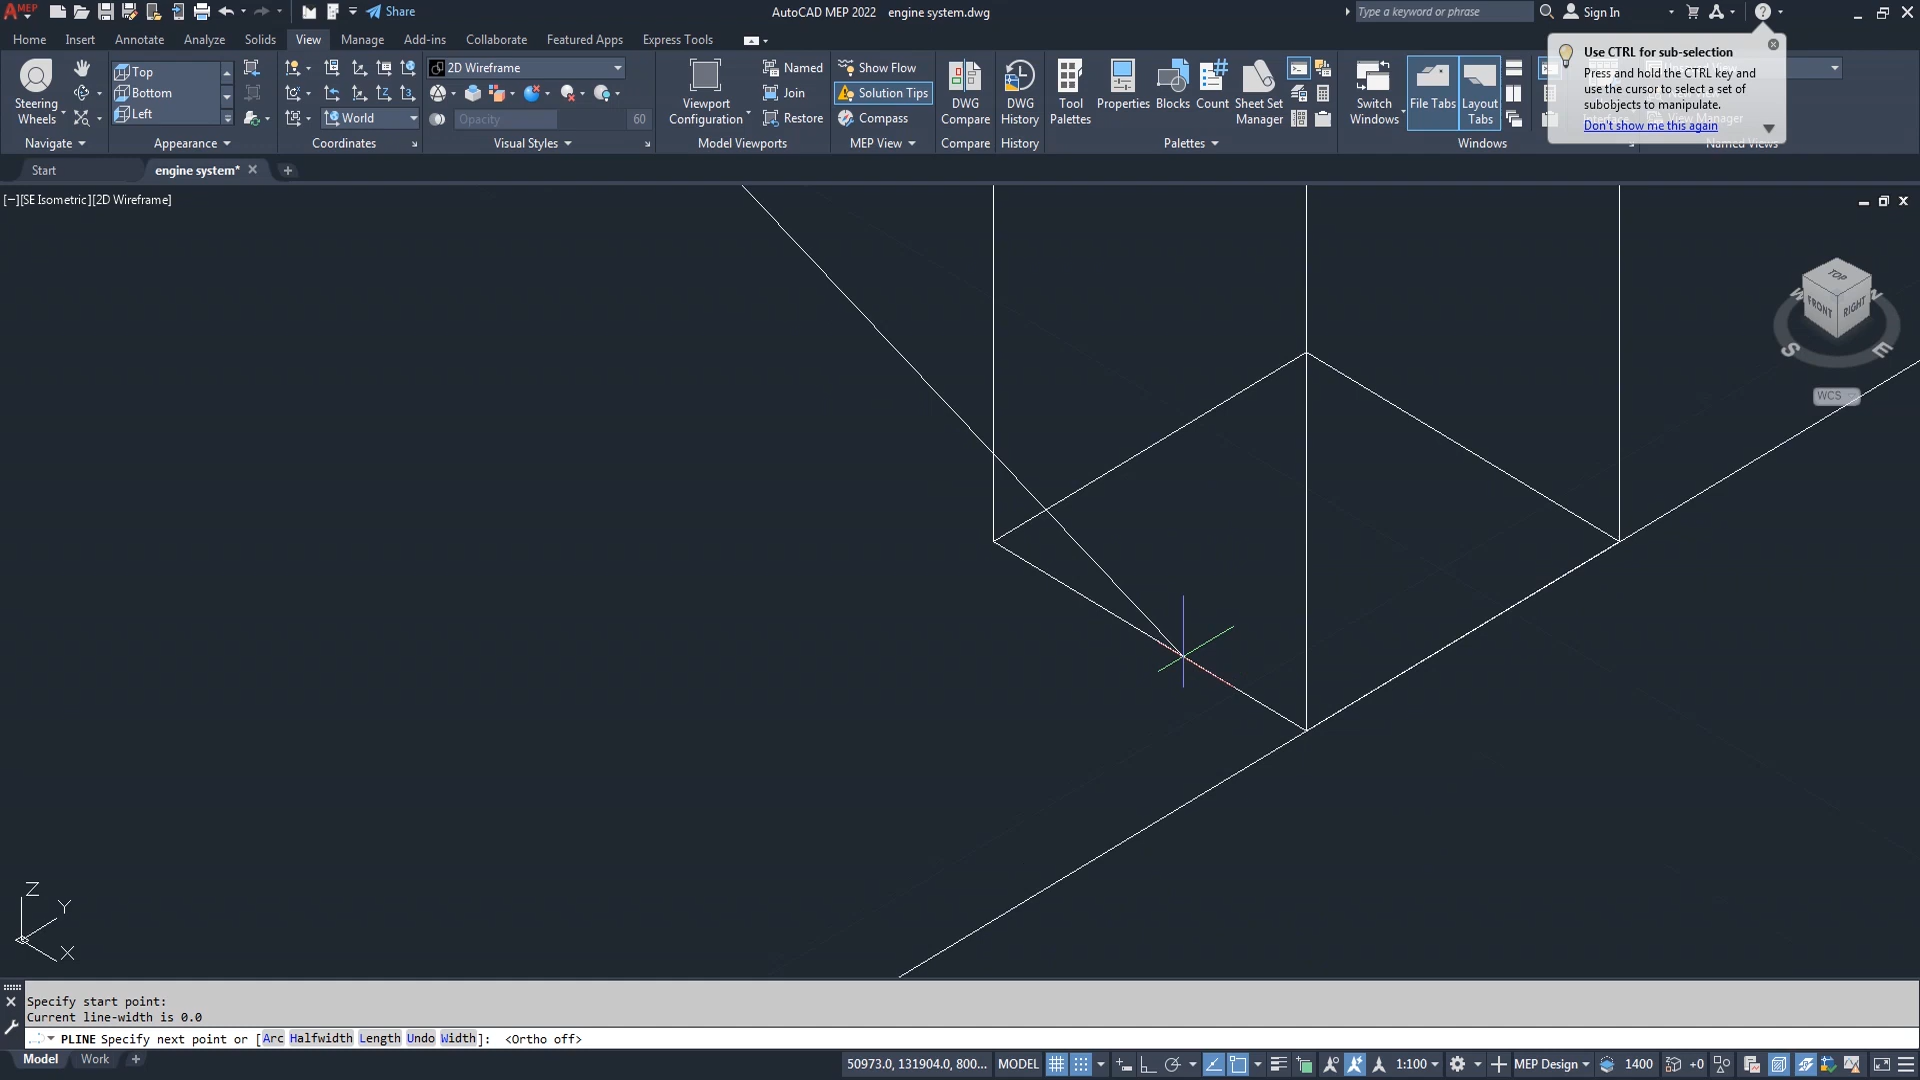 A MEP
Share
AutoCAD MEP 2022 engine system.dwg
Type a keyword or phrase
Sign In
Home Insert Annotate Analyze Solids View Manage Add-ins Collaborate Featured Apps Express Tools
Steering Wheels
Top
Bottom
Left
World
2D Wireframe
Opacity 60
Viewport Configuration
Named
Join
Restore
Show Flow
Solution Tips
Compass
DWG Compare
DWG History
Tool Palettes
Properties
Blocks
Count
Sheet Set Manager
Switch Windows
File Tabs
Layout Tabs
Use CTRL for sub-selection
Press and hold the CTRL key and
use the cursor to select a set of
subobjects to manipulate.
Don't show me this again
View Manager
Navigate Appearance Coordinates Visual Styles Model Viewports MEP View Compare History Palettes Windows Named Views
Start engine system*
[−][SE Isometric][2D Wireframe]
TOP
FRONT RIGHT
W N
S E
WCS
Z
Y
X
Specify start point:
Current line-width is 0.0
PLINE Specify next point or [Arc Halfwidth Length Undo Width]: <Ortho off>
Model Work
50973.0, 131904.0, 800... MODEL 1:100 MEP Design 1400 +0